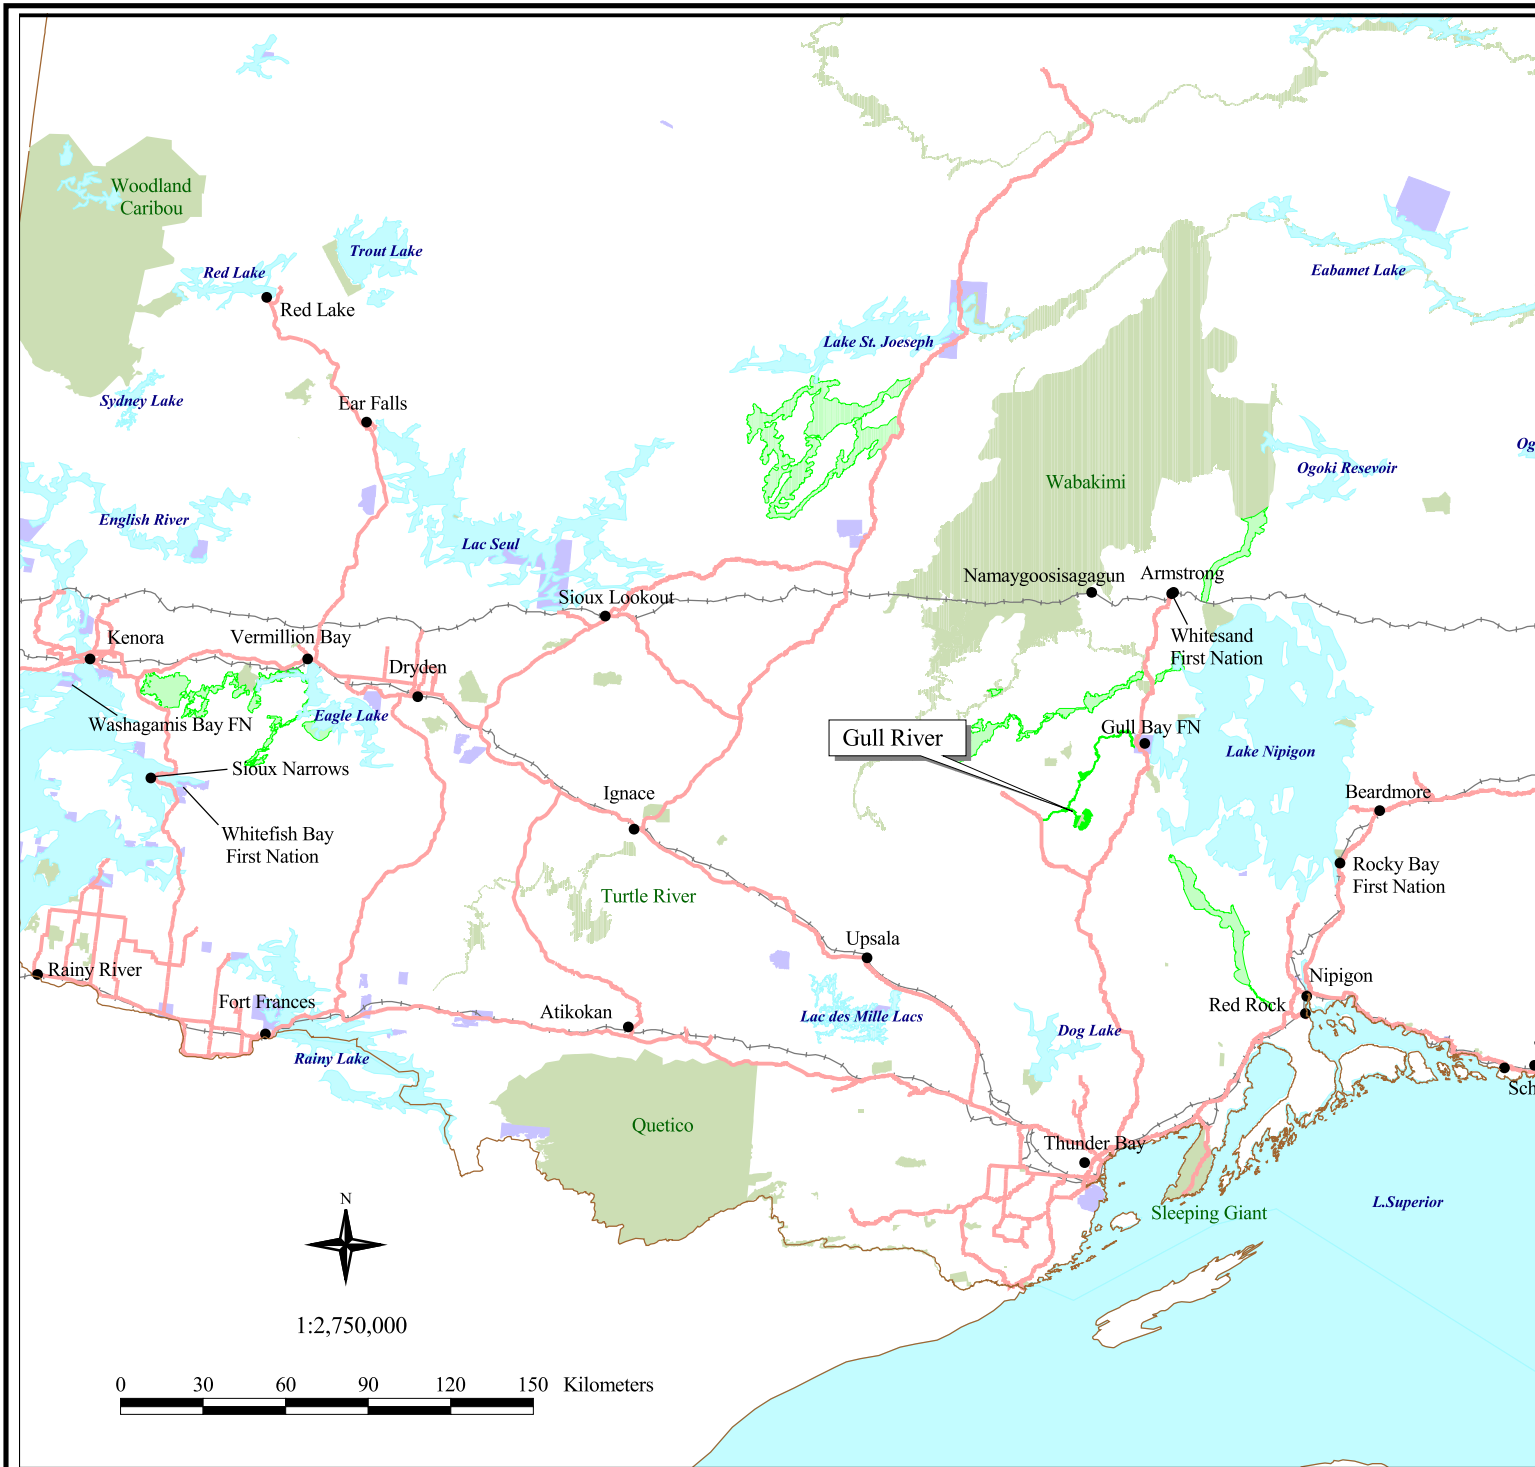 Woodland
Caribou
Trout Lake
Red Lake
Red Lake
Eabamet Lake
Lake St. Joeseph
Sydney Lake
Ear Falls
Ogoki Resevoir
Og
Wabakimi
English River
Lac Seul
Namaygoosisagagun
Armstrong
Sioux Lookout
Kenora
Vermillion Bay
Dryden
Whitesand
First Nation
Washagamis Bay FN
Eagle Lake
Gull River
Gull Bay FN
Lake Nipigon
Sioux Narrows
Ignace
Beardmore
Whitefish Bay
First Nation
Rocky Bay
First Nation
Turtle River
Upsala
Rainy River
Nipigon
Fort Frances
Atikokan
Red Rock
Lac des Mille Lacs
Dog Lake
Rainy Lake
Sch
Quetico
Thunder Bay
N
Sleeping Giant
L.Superior
1:2,750,000
0 30 60 90 120 150 Kilometers